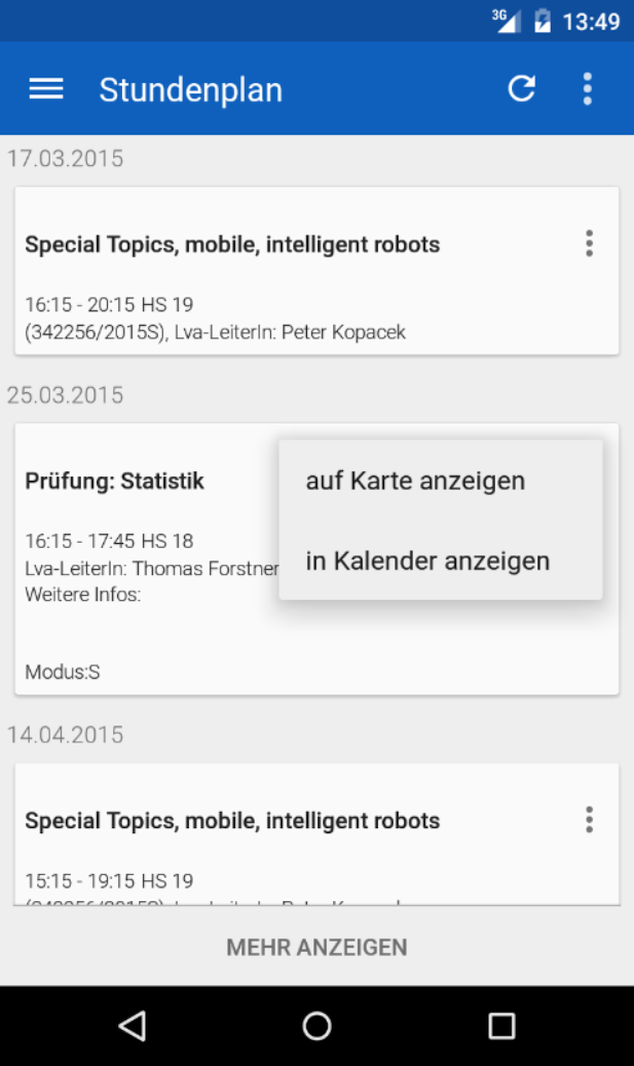 3G 13:49
Stundenplan
17.03.2015
Special Topics, mobile, intelligent robots
16:15 - 20:15 HS 19
(342256/2015S), Lva-LeiterIn: Peter Kopacek
25.03.2015
Prüfung: Statistik
16:15 - 17:45 HS 18
Lva-LeiterIn: Thomas Forstner
Weitere Infos:
Modus:S
auf Karte anzeigen
in Kalender anzeigen
14.04.2015
Special Topics, mobile, intelligent robots
15:15 - 19:15 HS 19
MEHR ANZEIGEN